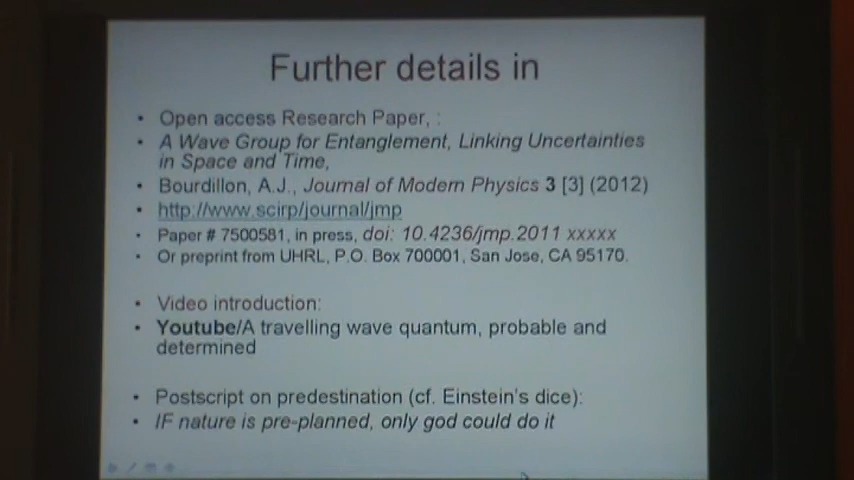 Further details in
• Open access Research Paper, :
• A Wave Group for Entanglement, Linking Uncertainties
in Space and Time,
• Bourdillon, A.J., Journal of Modern Physics 3 [3] (2012)
• http://www.scirp/journal/jmp
• Paper # 7500581, in press, doi: 10.4236/jmp.2011 xxxxx
• Or preprint from UHRL, P.O. Box 700001, San Jose, CA 95170.
• Video introduction:
• Youtube/A travelling wave quantum, probable and
determined
• Postscript on predestination (cf. Einstein's dice):
• IF nature is pre-planned, only god could do it